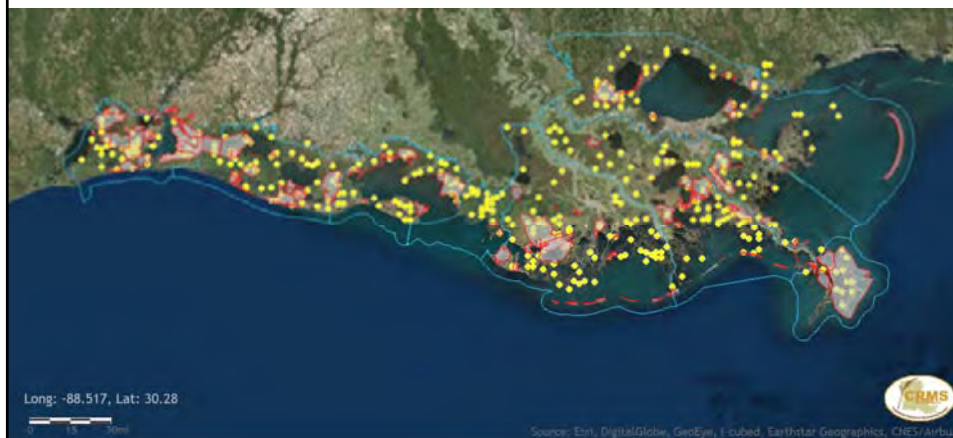 Long: -88.517, Lat: 30.28
0 15 30mi
CRMS
Source: Esri, DigitalGlobe, GeoEye, i-cubed, Earthstar Geographics, CNES/Airbu